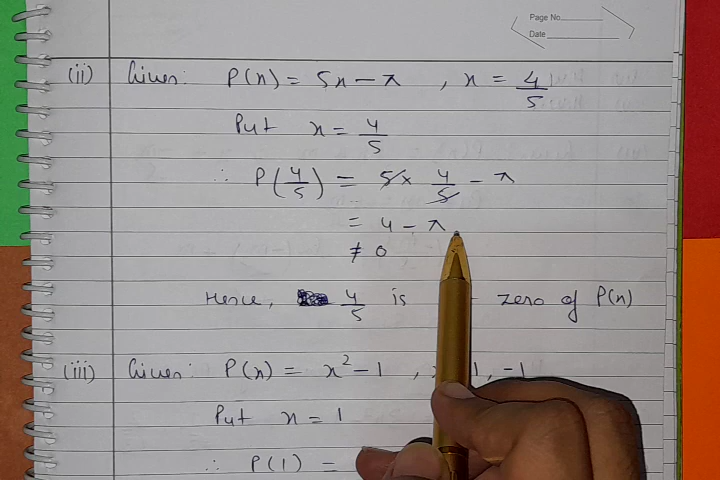 Page No.
Date
(ii) Given: P(x) = 5x – π , x = 4/5
Put x = 4/5
∴ P(4/5) = 5 × 4/5 – π
= 4 – π
≠ 0
Hence, 4/5 is zero of P(x)
(iii) Given: P(x) = x² – 1 , 1, –1
Put x = 1
∴ P(1) =